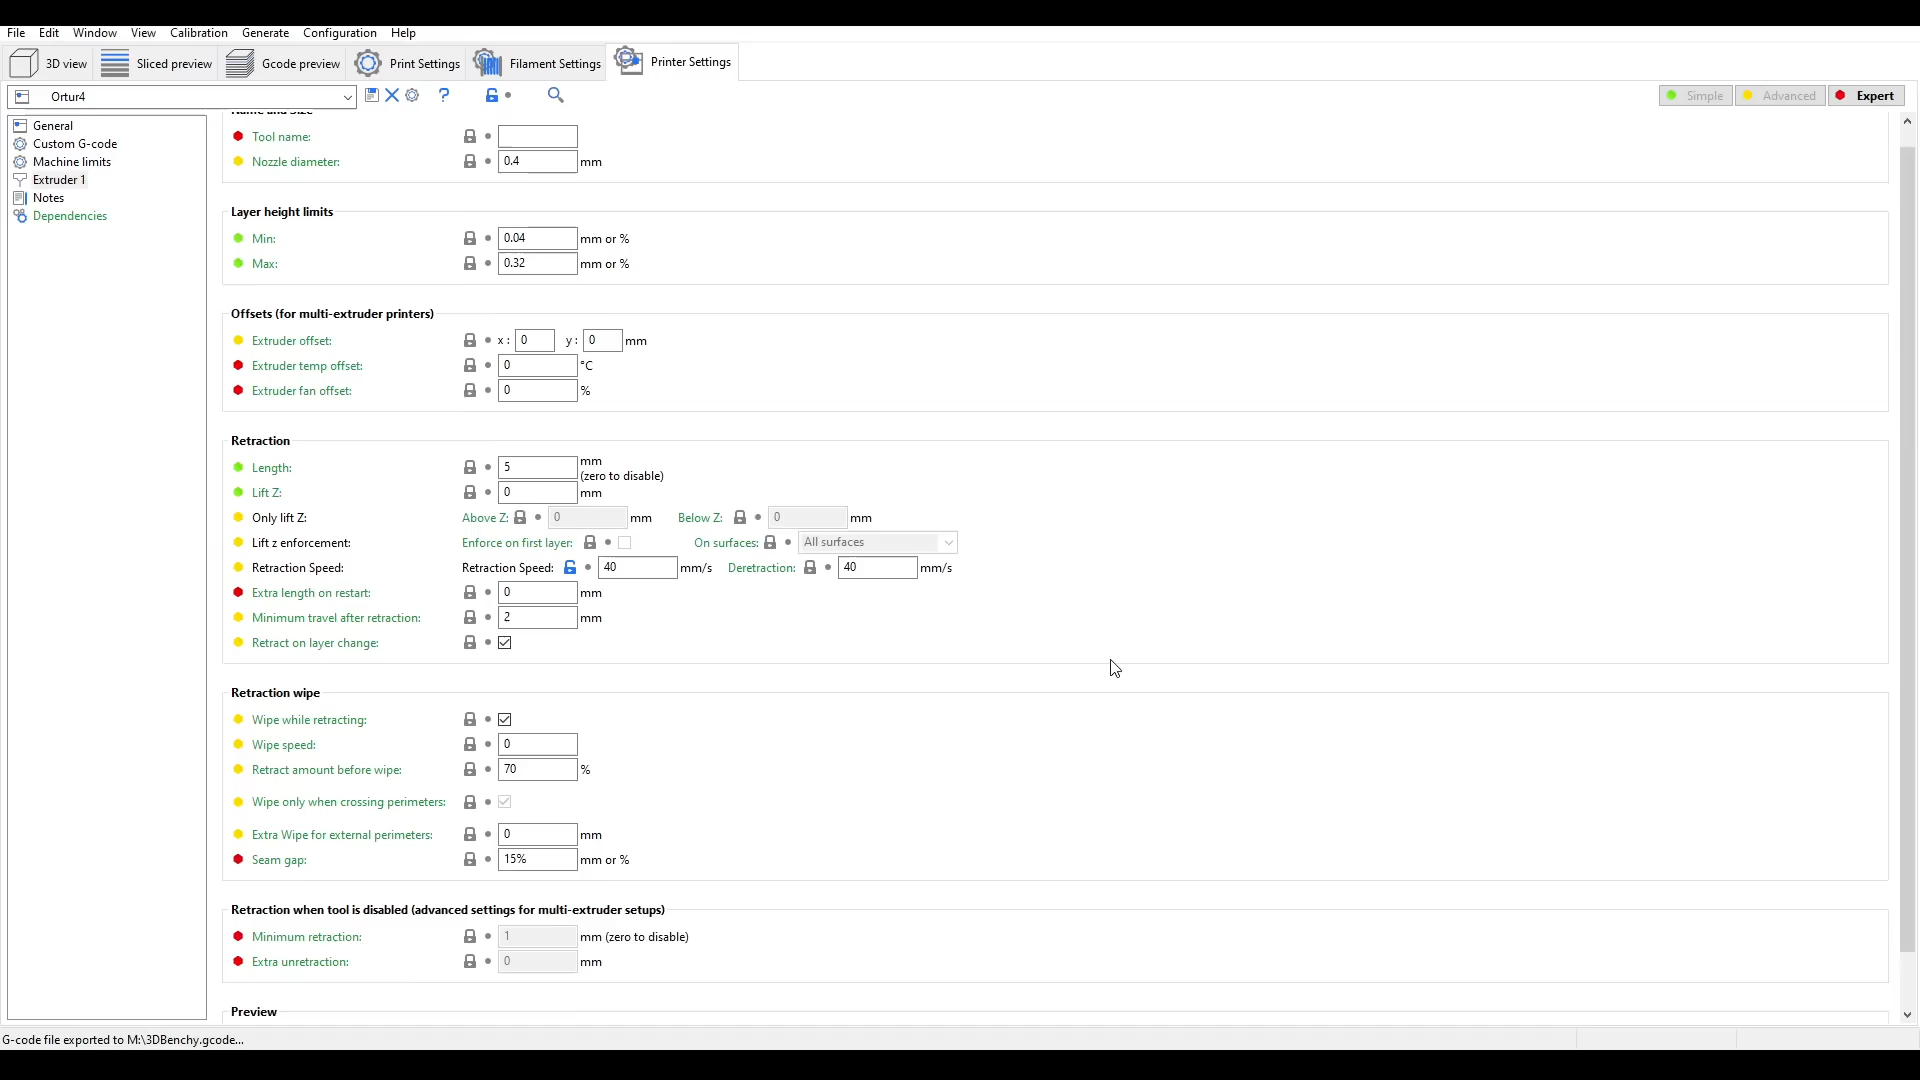 File Edit Window View Calibration Generate Configuration Help
3D view Sliced preview Gcode preview Print Settings Filament Settings Printer Settings
Ortur4 ? Simple Advanced Expert
General
Custom G-code
Machine limits
Extruder 1
Notes
Dependencies
Name and Size
Tool name:
Nozzle diameter: 0.4 mm
Layer height limits
Min: 0.04 mm or %
Max: 0.32 mm or %
Offsets (for multi-extruder printers)
Extruder offset: x : 0 y : 0 mm
Extruder temp offset: 0 °C
Extruder fan offset: 0 %
Retraction
Length: 5 mm
(zero to disable)
Lift Z: 0 mm
Only lift Z: Above Z: 0 mm Below Z: 0 mm
Lift z enforcement: Enforce on first layer: On surfaces: All surfaces
Retraction Speed: Retraction Speed: 40 mm/s Deretraction: 40 mm/s
Extra length on restart: 0 mm
Minimum travel after retraction: 2 mm
Retract on layer change:
Retraction wipe
Wipe while retracting:
Wipe speed: 0
Retract amount before wipe: 70 %
Wipe only when crossing perimeters:
Extra Wipe for external perimeters: 0 mm
Seam gap: 15% mm or %
Retraction when tool is disabled (advanced settings for multi-extruder setups)
Minimum retraction: 1 mm (zero to disable)
Extra unretraction: 0 mm
Preview
G-code file exported to M:\3DBenchy.gcode...